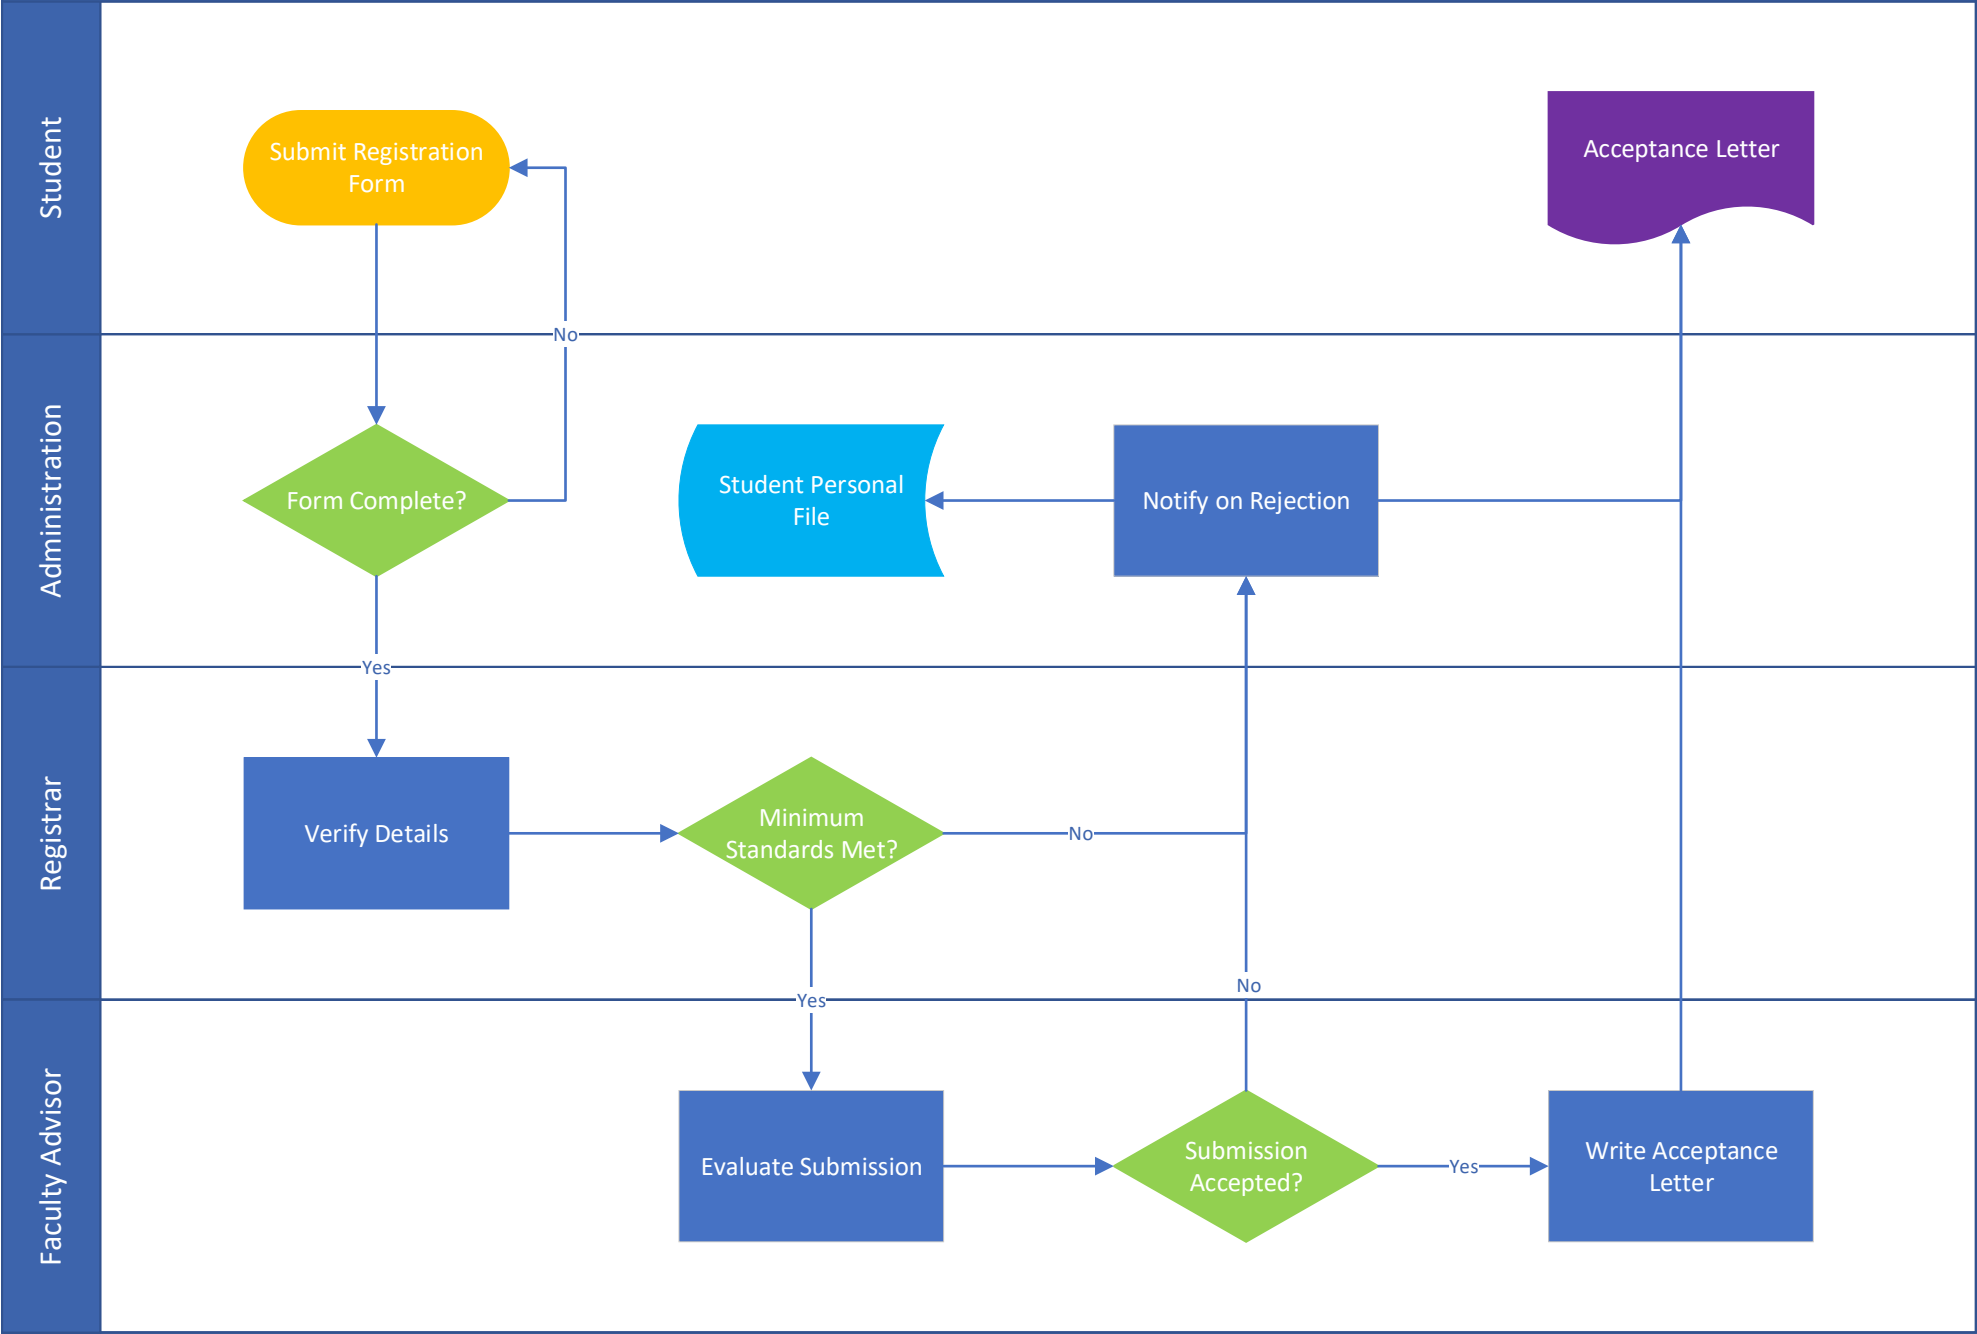 Student
Submit Registration
Form
Acceptance Letter
No
Administration
Form Complete?
Student Personal
File
Notify on Rejection
Yes
Registrar
Verify Details
Minimum
Standards Met?
No
No
Yes
Faculty Advisor
Evaluate Submission
Submission
Accepted?
Yes
Write Acceptance
Letter